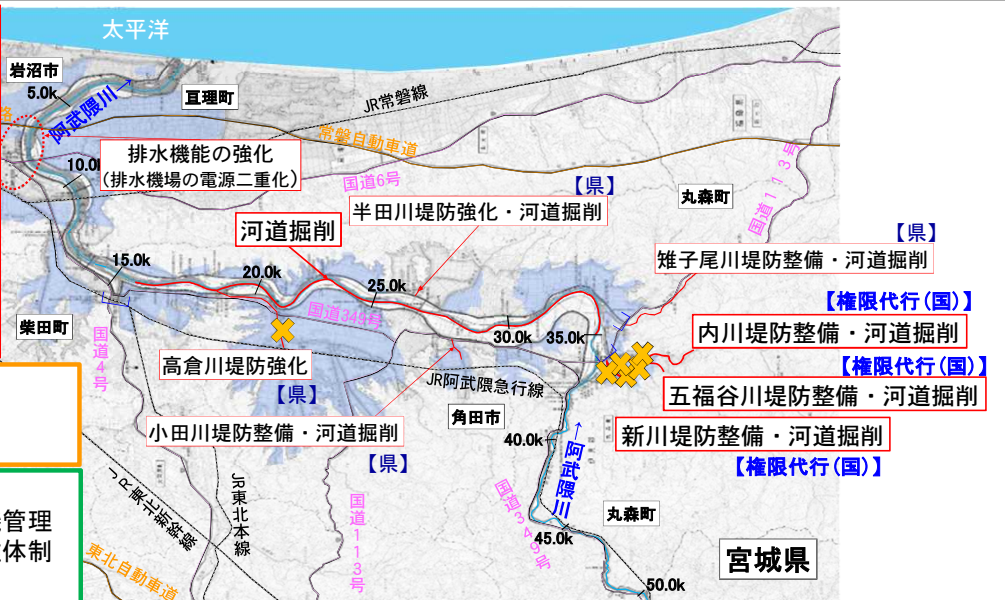 太平洋
岩沼市
5.0k
阿武隈川→
亘理町
JR常磐線
路
常磐自動車道
10.0k
排水機能の強化
（排水機場の電源二重化）
国道6号
【県】
半田川堤防強化・河道掘削
丸森町
国道113号
河道掘削
【県】
雉子尾川堤防整備・河道掘削
15.0k
20.0k
25.0k
国道349号
30.0k
35.0k
【権限代行(国)】
内川堤防整備・河道掘削
柴田町
国道4号
高倉川堤防強化
【県】
JR阿武隈急行線
【権限代行(国)】
五福谷川堤防整備・河道掘削
角田市
小田川堤防整備・河道掘削
【県】
40.0k
←阿武隈川
新川堤防整備・河道掘削
【権限代行(国)】
JR東北新幹線
JR東北本線
国道113号
国道349号
丸森町
管理
体制
45.0k
東北自動車道
宮城県
50.0k